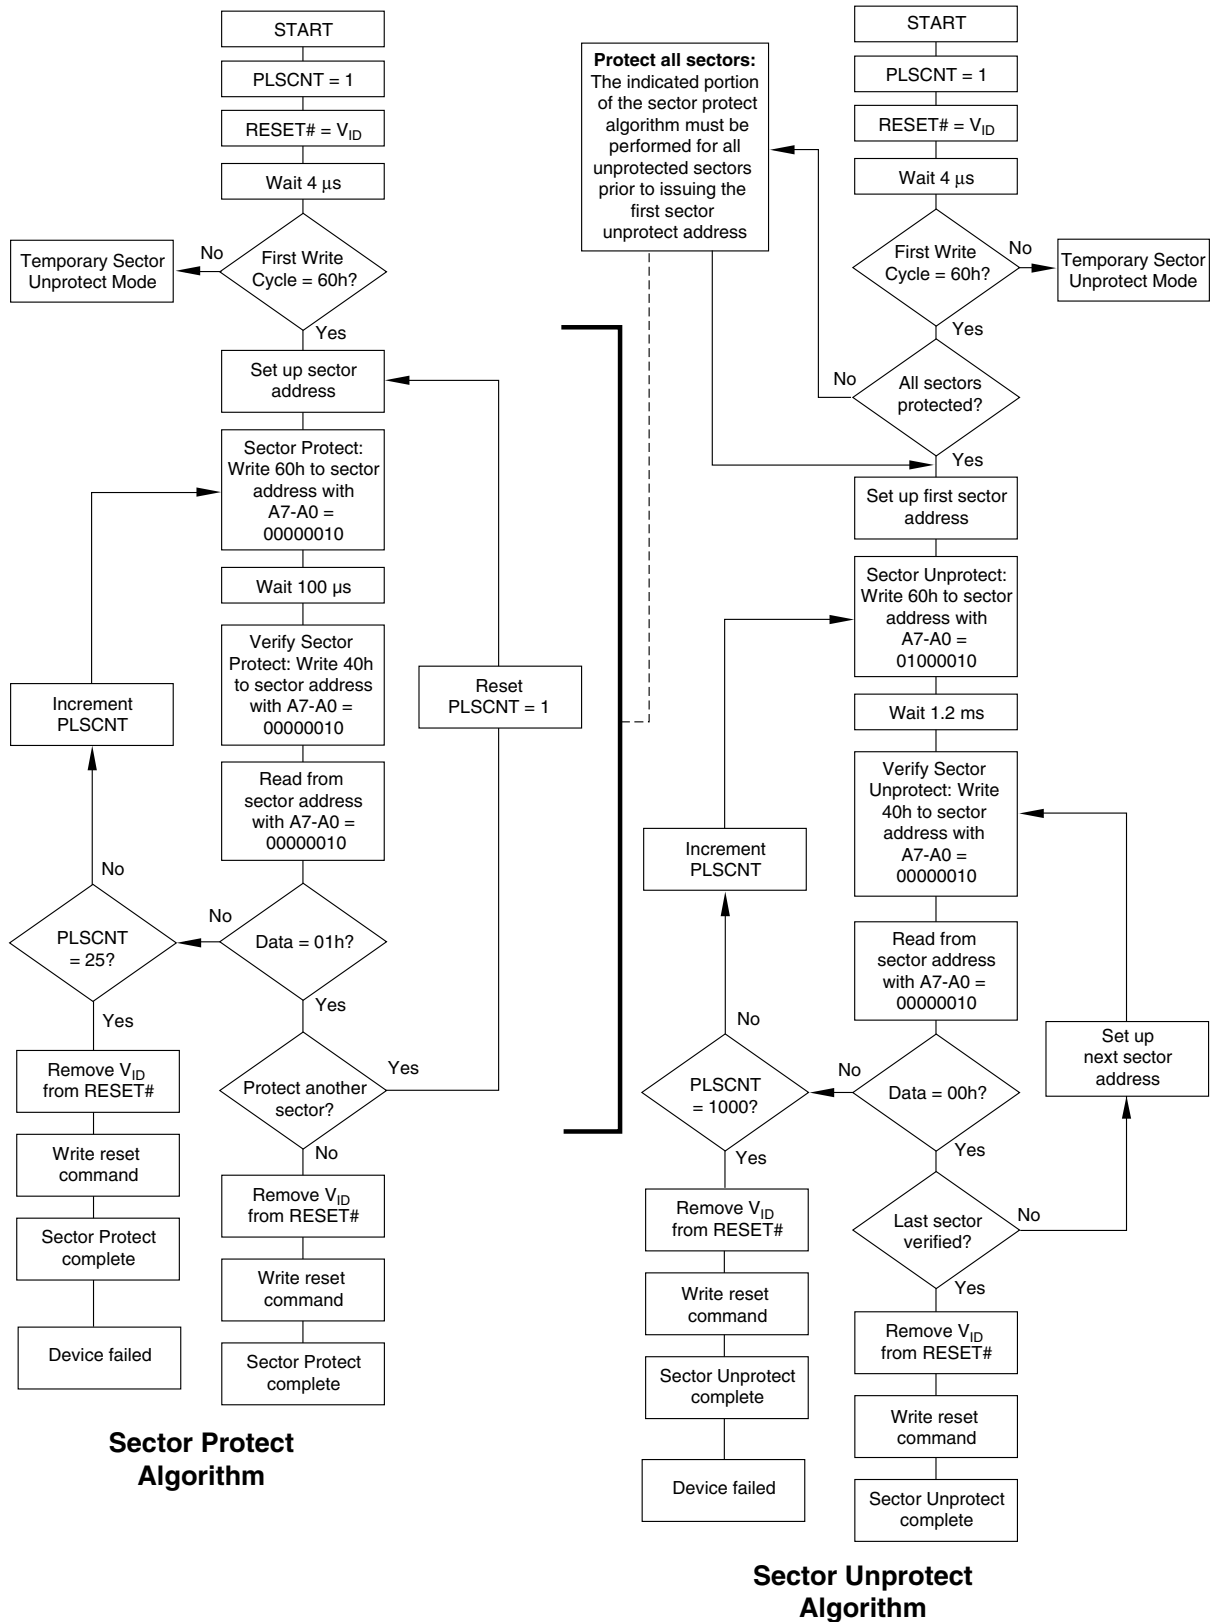 START
PLSCNT = 1
RESET# = VID
Wait 4 μs
First Write
Cycle = 60h?
No
Temporary Sector
Unprotect Mode
Yes
Set up sector
address
Sector Protect:
Write 60h to sector
address with
A7-A0 =
00000010
Wait 100 μs
Verify Sector
Protect: Write 40h
to sector address
with A7-A0 =
00000010
Read from
sector address
with A7-A0 =
00000010
Increment
PLSCNT
Reset
PLSCNT = 1
No
PLSCNT
= 25?
No
Data = 01h?
Yes
Yes
Remove VID
from RESET#
Write reset
command
Sector Protect
complete
Device failed
Protect another
sector?
Yes
No
Remove VID
from RESET#
Write reset
command
Sector Protect
complete
Sector Protect
Algorithm
Protect all sectors:
The indicated portion
of the sector protect
algorithm must be
performed for all
unprotected sectors
prior to issuing the
first sector
unprotect address
START
PLSCNT = 1
RESET# = VID
Wait 4 μs
First Write
Cycle = 60h?
No
Temporary Sector
Unprotect Mode
Yes
No
All sectors
protected?
Yes
Set up first sector
address
Sector Unprotect:
Write 60h to sector
address with
A7-A0 =
01000010
Wait 1.2 ms
Verify Sector
Unprotect: Write
40h to sector
address with
A7-A0 =
00000010
Increment
PLSCNT
Read from
sector address
with A7-A0 =
00000010
No
Set up
next sector
address
PLSCNT
= 1000?
No
Data = 00h?
Yes
Yes
Remove VID
from RESET#
Write reset
command
Sector Unprotect
complete
Device failed
Last sector
verified?
No
Yes
Remove VID
from RESET#
Write reset
command
Sector Unprotect
complete
Sector Unprotect
Algorithm